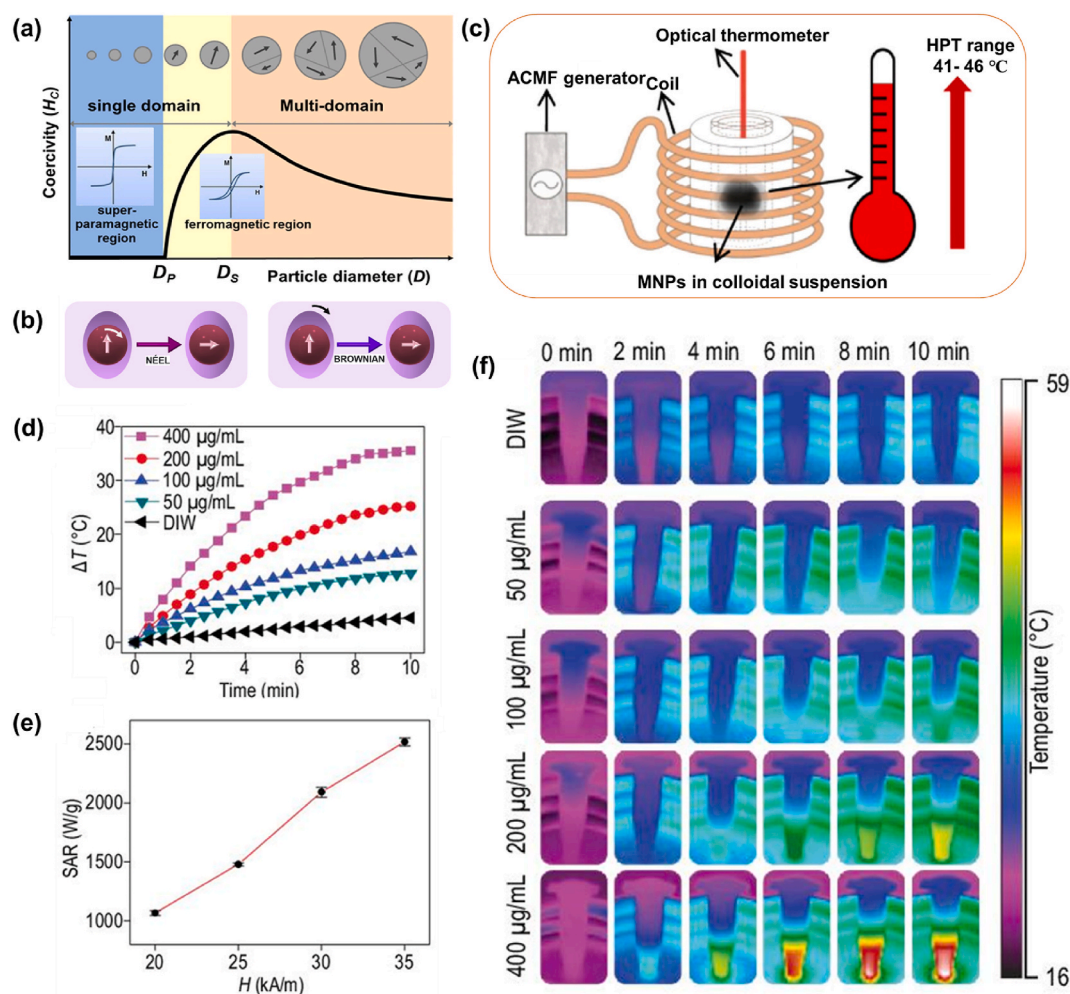 (a)
single domain
Multi-domain
Coercivity (HC)
M
H
super-
paramagnetic
region
M
H
ferromagnetic region
DP
DS
Particle diameter (D)
(b)
NÉEL
BROWNIAN
(c)
Optical thermometer
ACMF generator
Coil
HPT range
41- 46 ℃
MNPs in colloidal suspension
(d)
40
30
20
10
0
ΔT (°C)
400 µg/mL
200 µg/mL
100 µg/mL
50 µg/mL
DIW
0 2 4 6 8 10
Time (min)
(e)
2500
2000
1500
1000
SAR (W/g)
20 25 30 35
H (kA/m)
(f)
0 min 2 min 4 min 6 min 8 min 10 min
DIW
50 µg/mL
100 µg/mL
200 µg/mL
400 µg/mL
59
Temperature (°C)
16